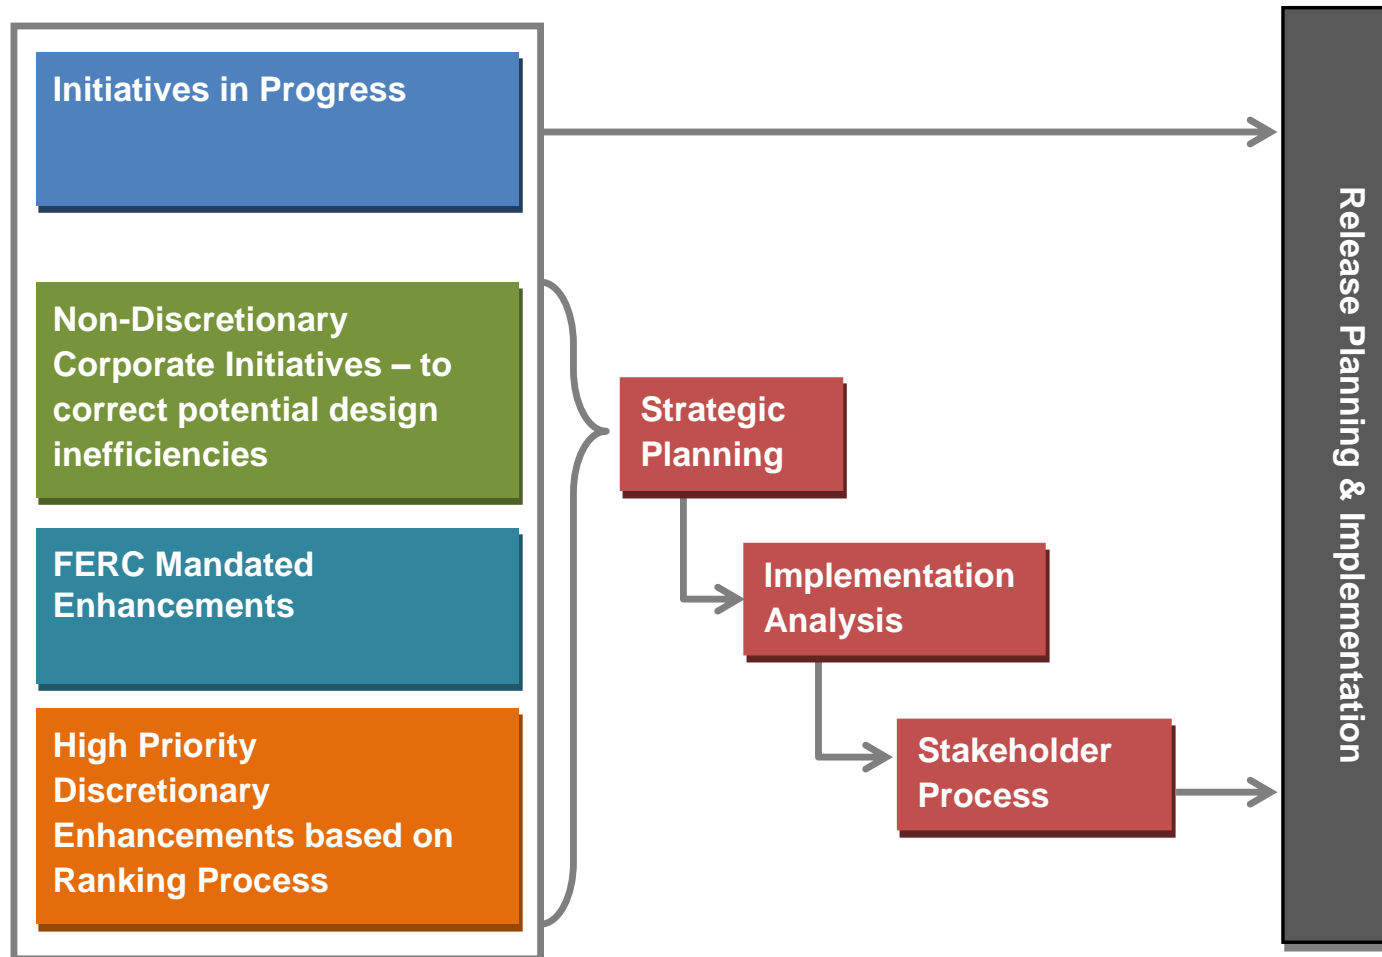 Initiatives in Progress
Non-Discretionary
Corporate Initiatives – to
correct potential design
inefficiencies
FERC Mandated
Enhancements
High Priority
Discretionary
Enhancements based on
Ranking Process
Strategic
Planning
Implementation
Analysis
Stakeholder
Process
Release Planning & Implementation